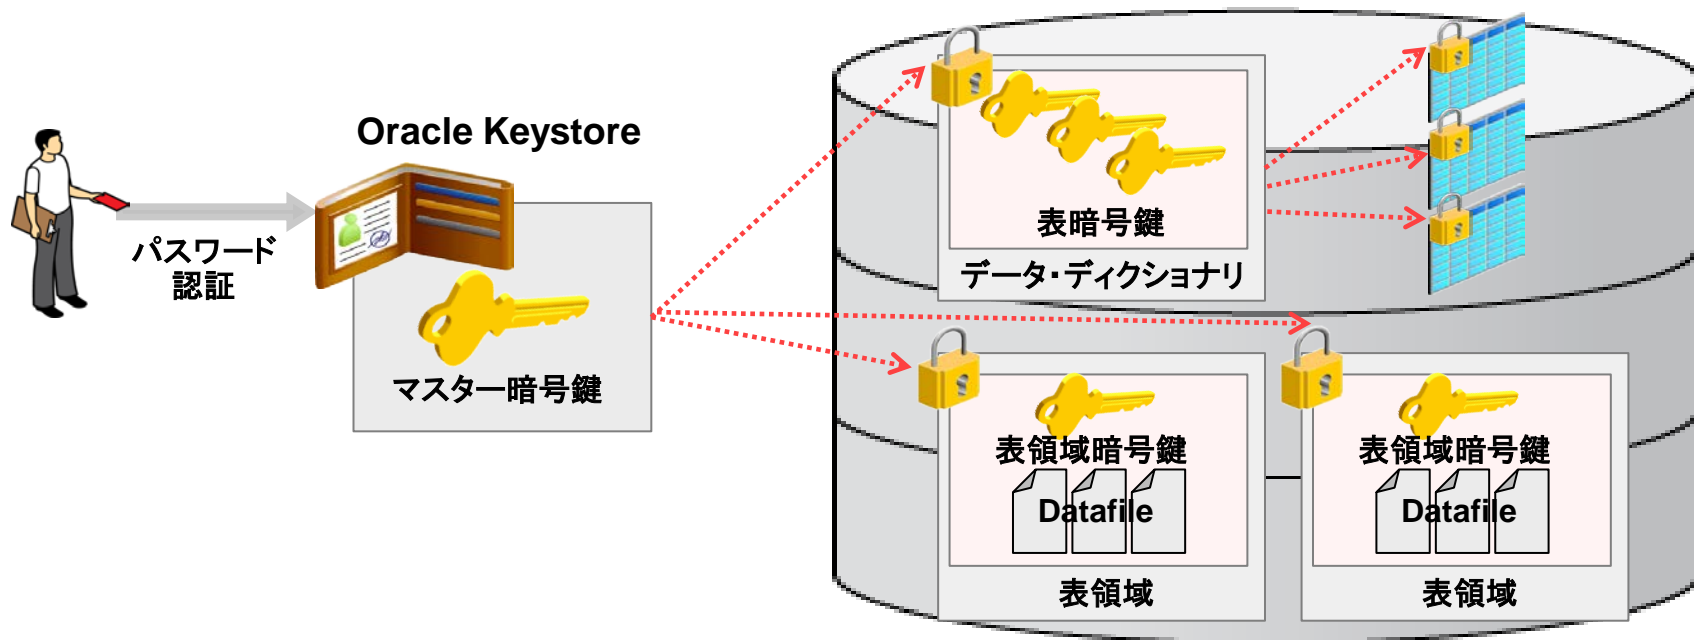 Oracle Keystore
パスワード
認証
マスター暗号鍵
表暗号鍵
データ・ディクショナリ
表領域暗号鍵
Datafile
表領域
表領域暗号鍵
Datafile
表領域